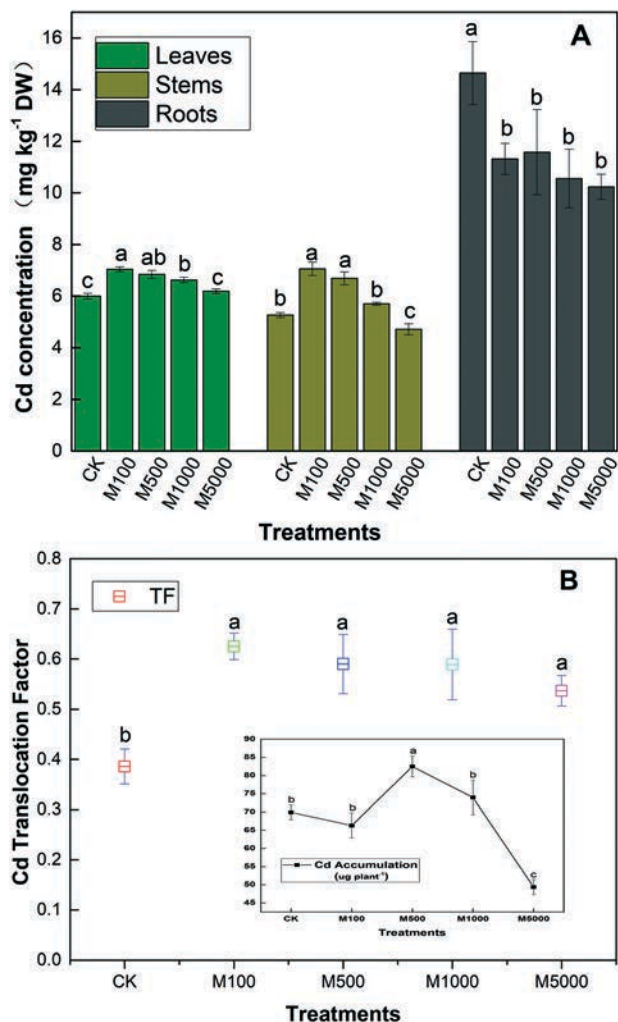 A
Leaves
Stems
Roots
Cd concentration (mg kg⁻¹ DW)
16
14
12
10
8
6
4
2
0
c a ab b c
b a a b c
a b b b b
CK M100 M500 M1000 M5000
CK M100 M500 M1000 M5000
CK M100 M500 M1000 M5000
Treatments
B
TF
Cd Translocation Factor
0.8
0.7
0.6
0.5
0.4
0.3
0.2
0.1
0.0
b a a a a
90
85
80
75
70
65
60
55
50
45
b b a b c
Cd Accumulation
(ug plant⁻¹)
CK M100 M500 M1000 M5000
Treatments
CK M100 M500 M1000 M5000
Treatments